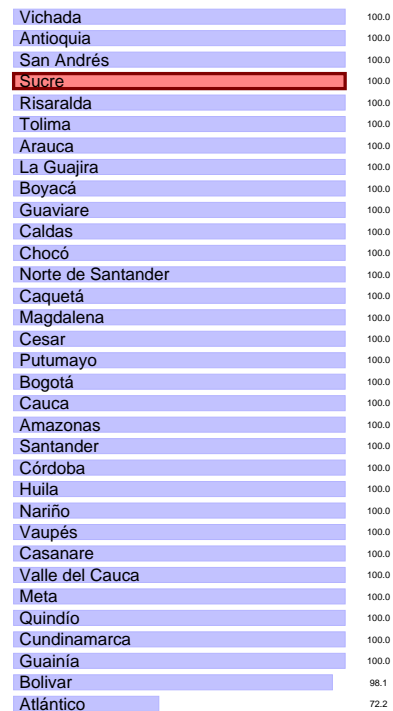 Vichada 100.0
Antioquia 100.0
San Andrés 100.0
Sucre 100.0
Risaralda 100.0
Tolima 100.0
Arauca 100.0
La Guajira 100.0
Boyacá 100.0
Guaviare 100.0
Caldas 100.0
Chocó 100.0
Norte de Santander 100.0
Caquetá 100.0
Magdalena 100.0
Cesar 100.0
Putumayo 100.0
Bogotá 100.0
Cauca 100.0
Amazonas 100.0
Santander 100.0
Córdoba 100.0
Huila 100.0
Nariño 100.0
Vaupés 100.0
Casanare 100.0
Valle del Cauca 100.0
Meta 100.0
Quindío 100.0
Cundinamarca 100.0
Guainía 100.0
Bolivar 98.1
Atlántico 72.2